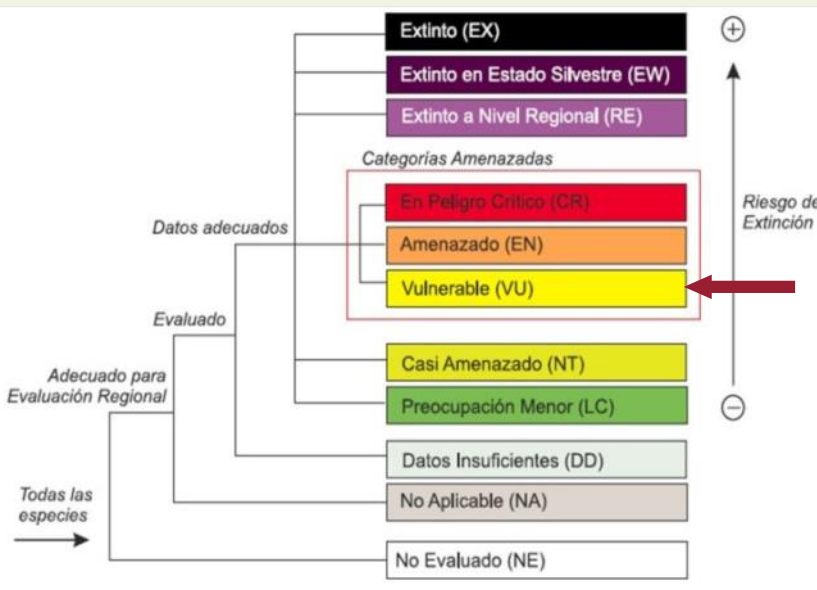 Extinto (EX)
Extinto en Estado Silvestre (EW)
Extinto a Nivel Regional (RE)
Categorías Amenazadas
En Peligro Crítico (CR)
Datos adecuados
Amenazado (EN)
Vulnerable (VU)
Riesgo de
Extinción
Evaluado
Casi Amenazado (NT)
Adecuado para
Evaluación Regional
Preocupación Menor (LC)
Datos Insuficientes (DD)
Todas las
especies
No Aplicable (NA)
No Evaluado (NE)